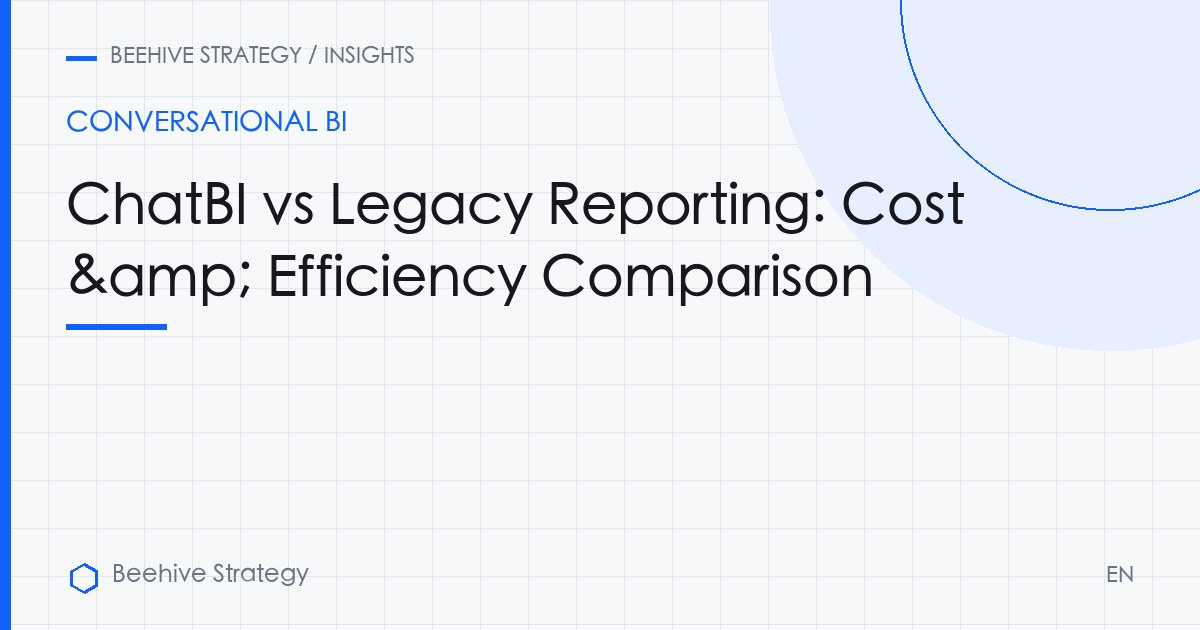 BEEHIVE STRATEGY / INSIGHTS
CONVERSATIONAL BI
ChatBI vs Legacy Reporting: Cost
&amp; Efficiency Comparison
Beehive Strategy
EN